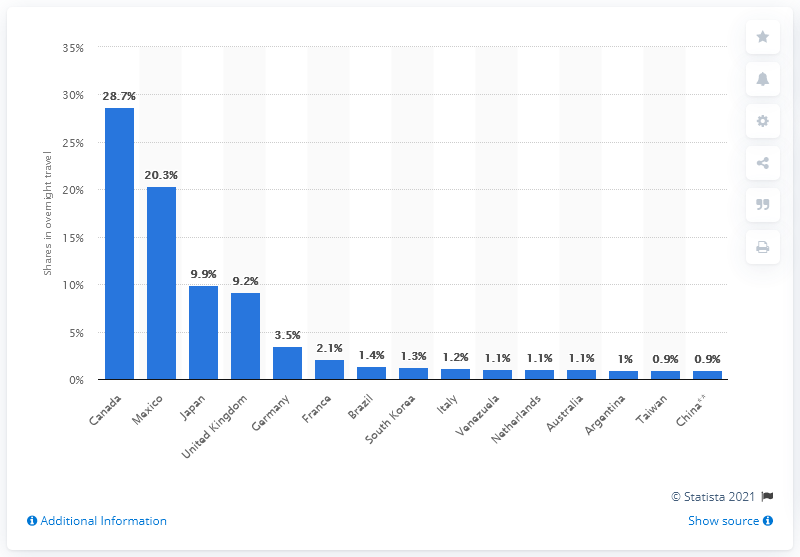 35%
30%
25%
20%
15%
10%
5%
0%
Shares in overnight travel
28.7%
20.3%
9.9%
9.2%
3.5%
2.1%
1.4%
1.3%
1.2%
1.1%
1.1%
1.1%
1%
0.9%
0.9%
Canada
Mexico
Japan
United Kingdom
Germany
France
Brazil
South Korea
Italy
Venezuela
Netherlands
Australia
Argentina
Taiwan
China**
© Statista 2021
Additional Information
Show source